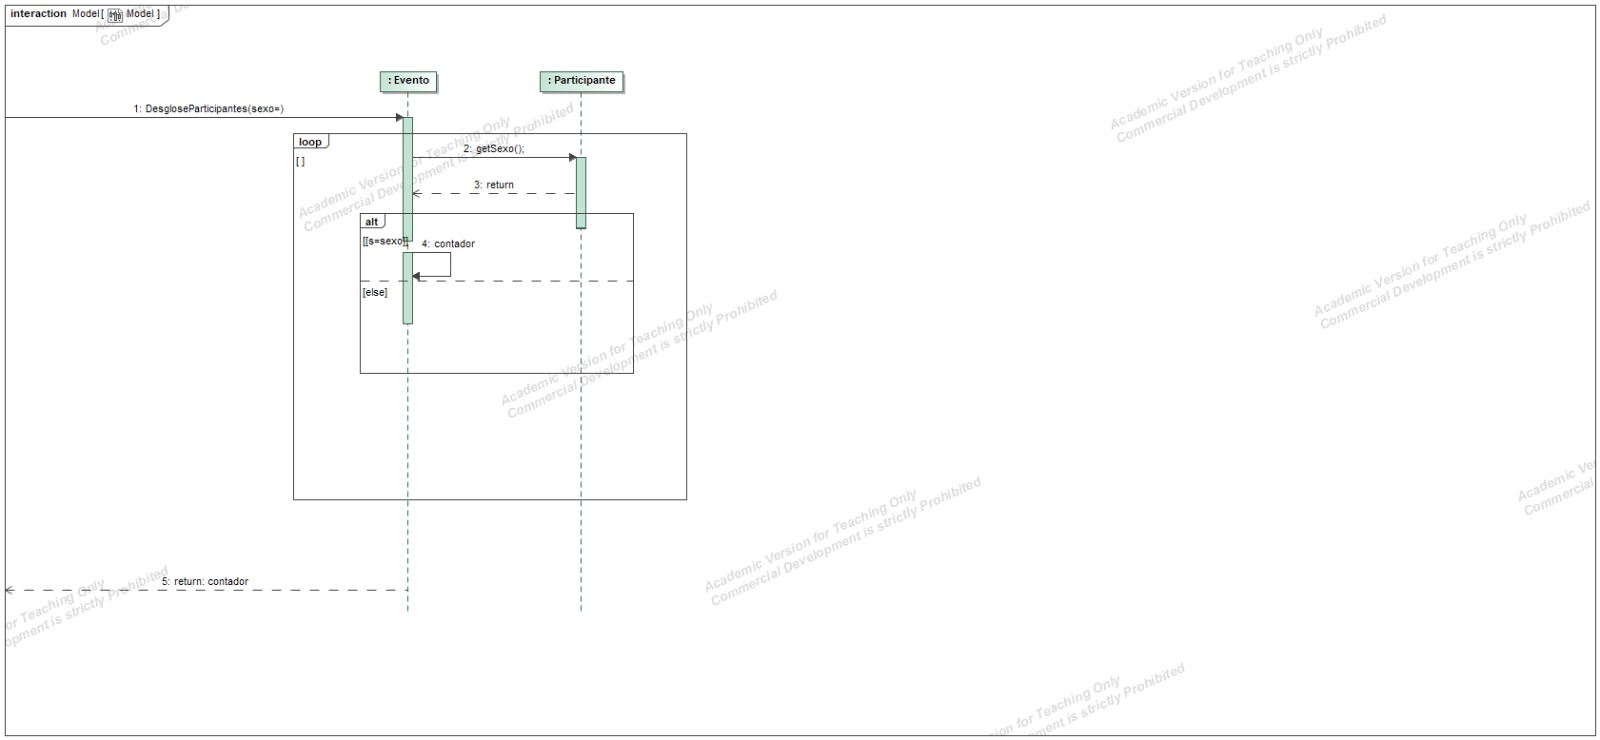 interaction Model[ Model ]
: Evento
: Participante
1: DesgloseParticipantes(sexo=)
loop
2: getSexo();
[ ]
3: return
alt
[[s=sexo]]
4: contador
[else]
5: return: contador
Academic Version for Teaching Only
Commercial Development is strictly Prohibited
Academic Version for Teaching Only
Commercial Development is strictly Prohibited
Academic Version for Teaching Only
Commercial Development is strictly Prohibited
Academic Version for Teaching Only
Commercial Development is strictly Prohibited
Academic Version for Teaching Only
Commercial Development is strictly Prohibited
Academic Ve
Commercial
or Teaching Only
opment is strictly Prohibited
ion for Teaching Only
ment is strictly Prohibited